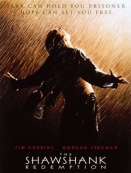 FEAR CAN HOLD YOU PRISONER.
HOPE CAN SET YOU FREE.
TIM ROBBINS MORGAN FREEMAN
THE
SHAWSHANK
REDEMPTION